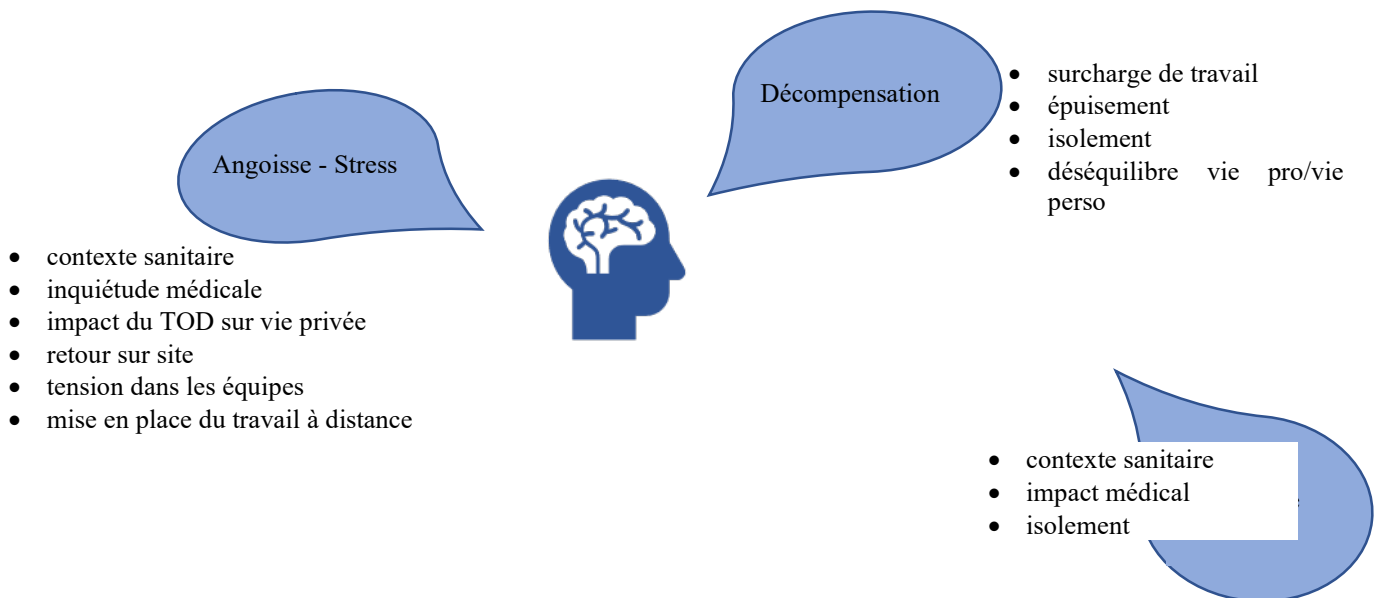 Décompensation
• surcharge de travail
• épuisement
• isolement
• déséquilibre vie pro/vie
perso
Angoisse - Stress
• contexte sanitaire
• inquiétude médicale
• impact du TOD sur vie privée
• retour sur site
• tension dans les équipes
• mise en place du travail à distance
• contexte sanitaire
• impact médical
• isolement